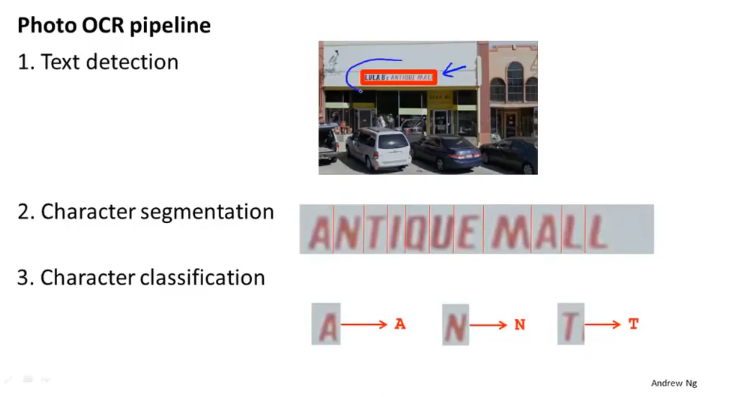 Photo OCR pipeline
1. Text detection
LULA B's ANTIQUE MALL
2. Character segmentation
ANTIQUE MALL
3. Character classification
A A N N T T
Andrew Ng